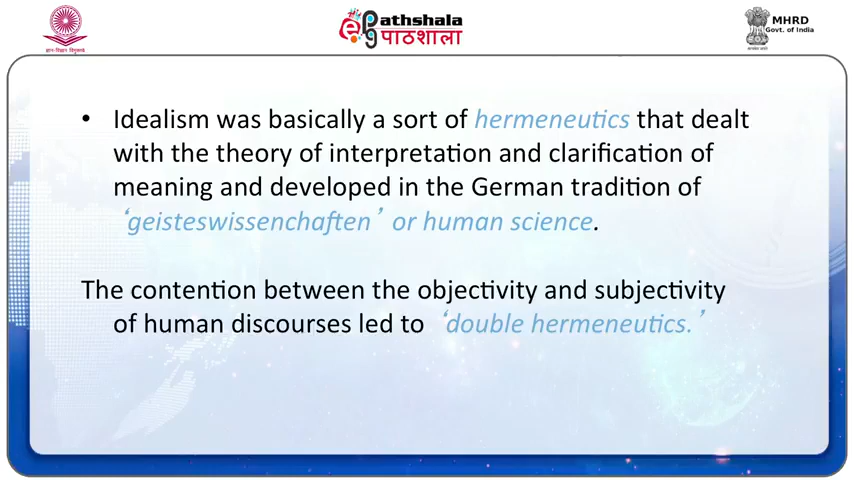 ePathshala
पाठशाला
MHRD
Govt. of India
ज्ञान-विज्ञान विमुक्तये
• Idealism was basically a sort of hermeneutics that dealt
with the theory of interpretation and clarification of
meaning and developed in the German tradition of
‘geisteswissenchaften’ or human science.
The contention between the objectivity and subjectivity
of human discourses led to ‘double hermeneutics.’